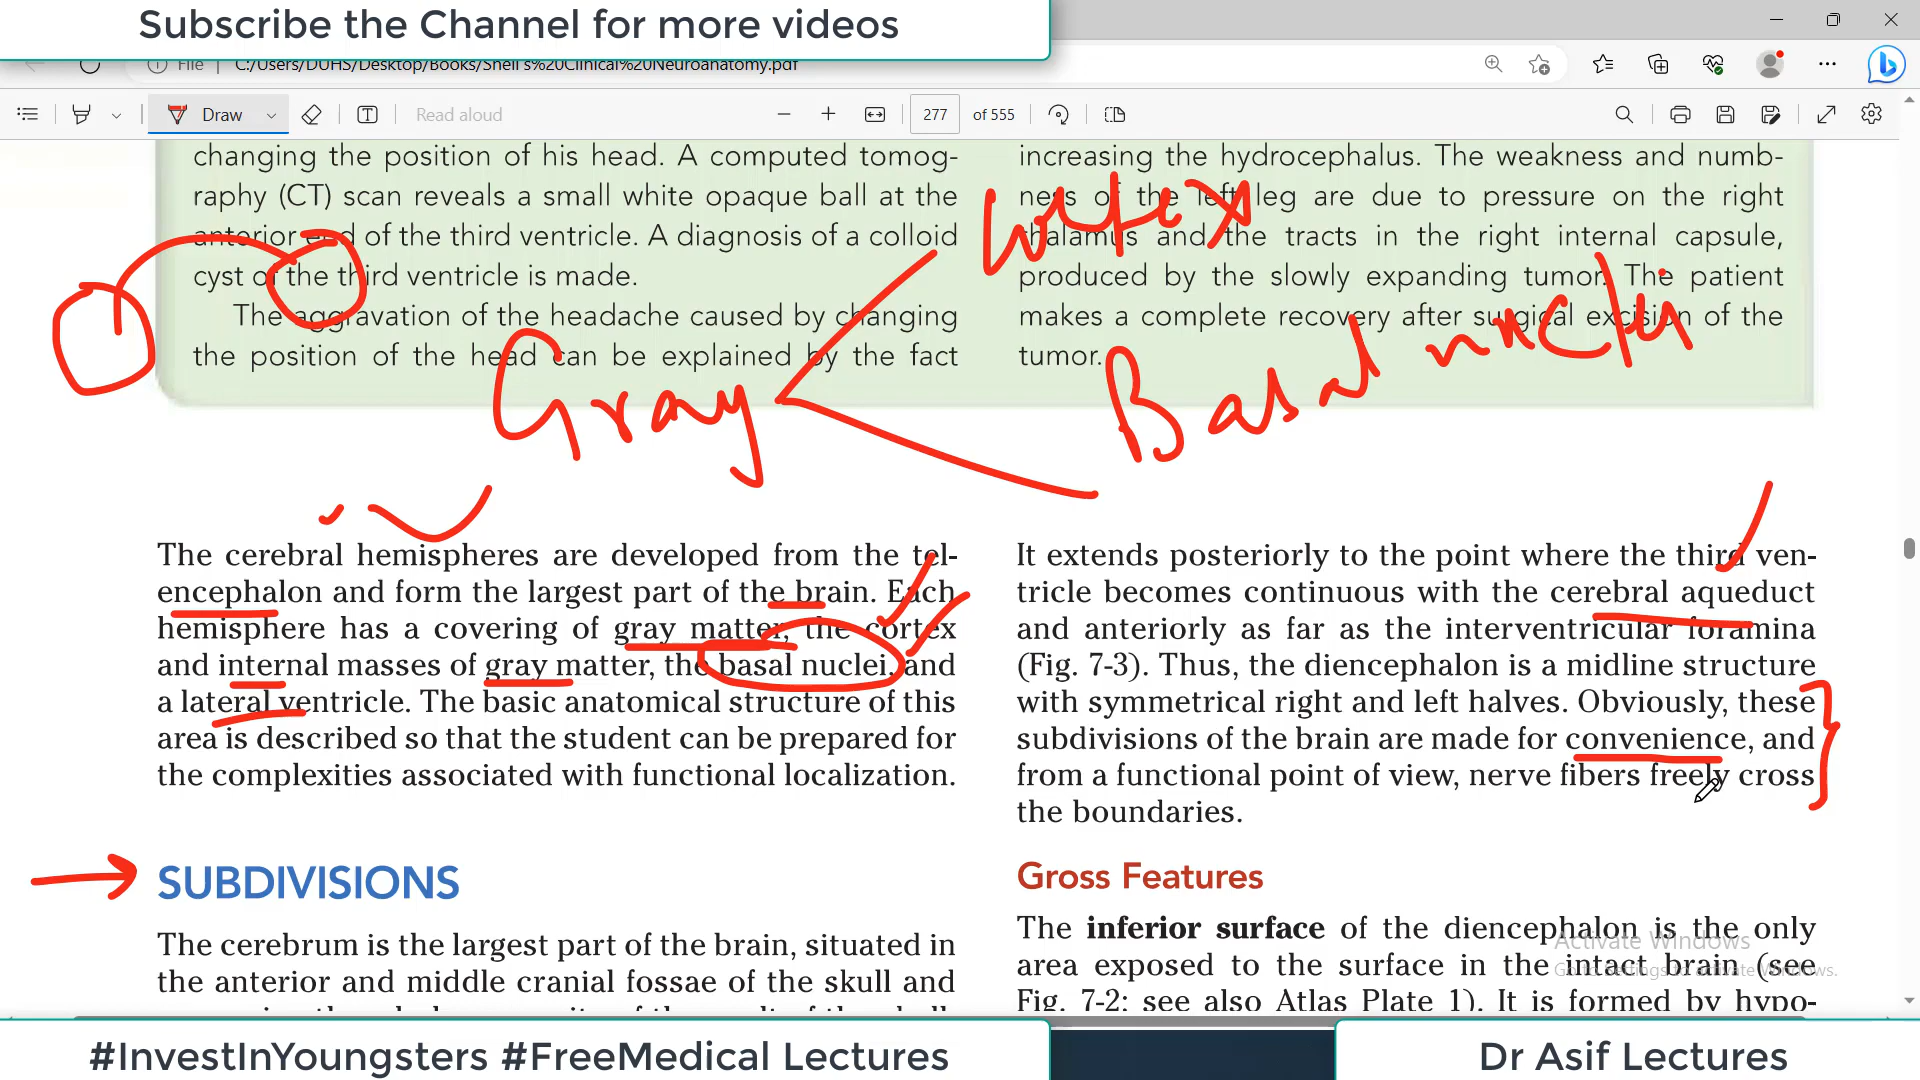 Subscribe the Channel for more videos
File
C:/Users/DUHS/Desktop/Books/Snell's%20Clinical%20Neuroanatomy.pdf
Draw
Read aloud
277
of 555
changing the position of his head. A computed tomog-
raphy (CT) scan reveals a small white opaque ball at the
anterior end of the third ventricle. A diagnosis of a colloid
cyst of the third ventricle is made.
The aggravation of the headache caused by changing
the position of the head can be explained by the fact
increasing the hydrocephalus. The weakness and numb-
ness of the left leg are due to pressure on the right
thalamus and the tracts in the right internal capsule,
produced by the slowly expanding tumor. The patient
makes a complete recovery after surgical excision of the
tumor.
Cortex
Gray
Basal nuclei
The cerebral hemispheres are developed from the tel-
encephalon and form the largest part of the brain. Each
hemisphere has a covering of gray matter, the cortex
and internal masses of gray matter, the basal nuclei, and
a lateral ventricle. The basic anatomical structure of this
area is described so that the student can be prepared for
the complexities associated with functional localization.
SUBDIVISIONS
The cerebrum is the largest part of the brain, situated in
the anterior and middle cranial fossae of the skull and
It extends posteriorly to the point where the third ven-
tricle becomes continuous with the cerebral aqueduct
and anteriorly as far as the interventricular foramina
(Fig. 7-3). Thus, the diencephalon is a midline structure
with symmetrical right and left halves. Obviously, these
subdivisions of the brain are made for convenience, and
from a functional point of view, nerve fibers freely cross
the boundaries.
Gross Features
The inferior surface of the diencephalon is the only
area exposed to the surface in the intact brain (see
Fig. 7-2; see also Atlas Plate 1). It is formed by hypo-
Activate Windows
Go to Settings to activate Windows.
#InvestInYoungsters #FreeMedical Lectures
Dr Asif Lectures